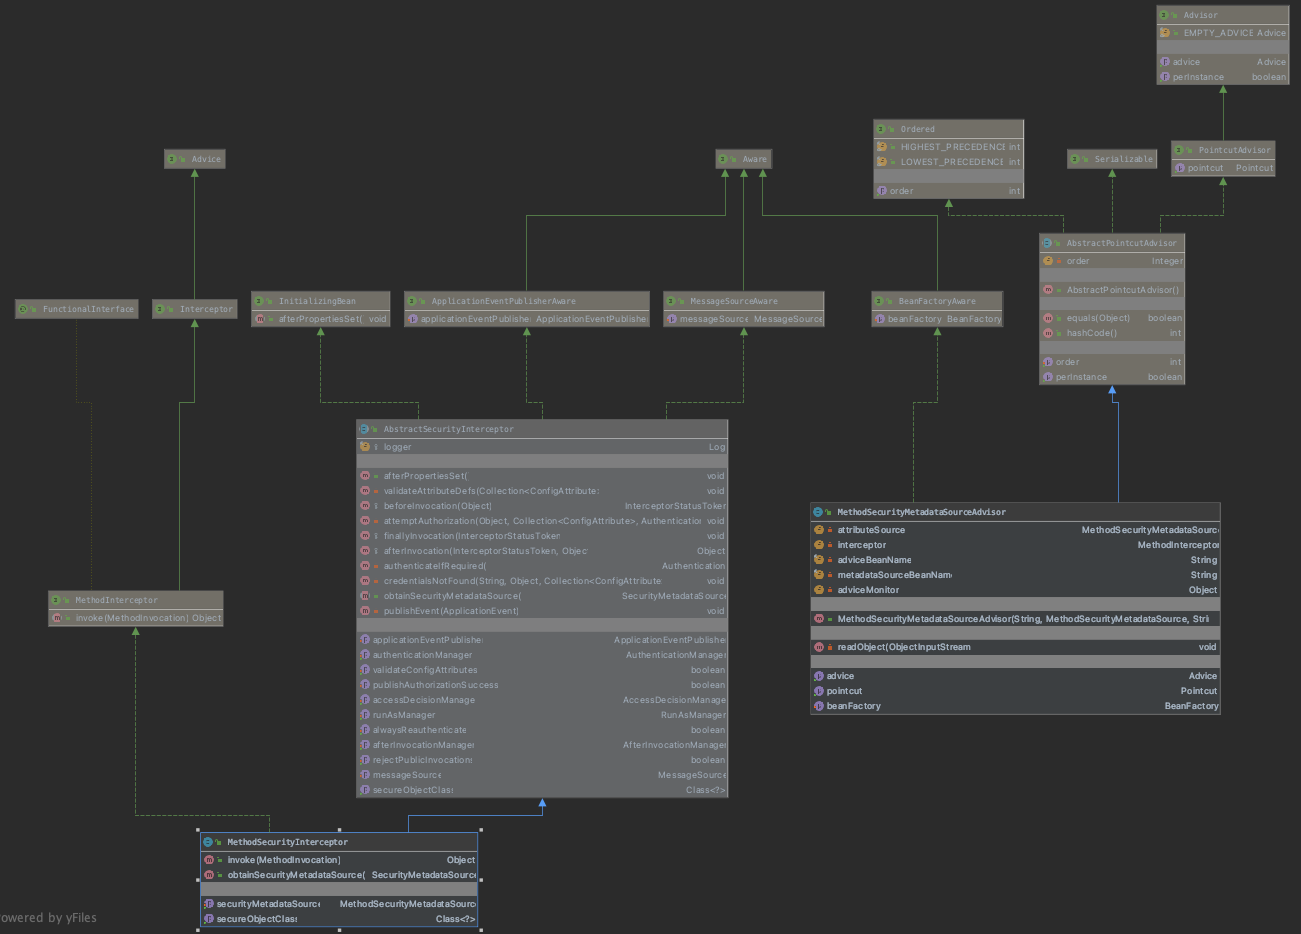 Advisor
EMPTY_ADVICE Advice
advice Advice
perInstance boolean
Ordered
HIGHEST_PRECEDENCE int
LOWEST_PRECEDENCE int
order int
Advice
Aware
Serializable
PointcutAdvisor
pointcut Pointcut
AbstractPointcutAdvisor
order Integer
AbstractPointcutAdvisor()
equals(Object) boolean
hashCode() int
order int
perInstance boolean
FunctionalInterface
Interceptor
InitializingBean
afterPropertiesSet( void
ApplicationEventPublisherAware
applicationEventPublishe ApplicationEventPublishe
MessageSourceAware
messageSource MessageSource
BeanFactoryAware
beanFactory BeanFactory
AbstractSecurityInterceptor
logger Log
afterPropertiesSet( void
validateAttributeDefs(Collection<ConfigAttribute: void
beforeInvocation(Object) InterceptorStatusToken
attemptAuthorization(Object, Collection<ConfigAttribute>, Authentication void
finallyInvocation(InterceptorStatusToken void
afterInvocation(InterceptorStatusToken, Objec Object
authenticateIfRequired( Authentication
credentialsNotFound(String, Object, Collection<ConfigAttribute void
obtainSecurityMetadataSource( SecurityMetadataSource
publishEvent(ApplicationEvent) void
applicationEventPublishe ApplicationEventPublishe
authenticationManager AuthenticationManager
validateConfigAttributes boolean
publishAuthorizationSuccess boolean
accessDecisionManage AccessDecisionManage
runAsManager RunAsManager
alwaysReauthenticate boolean
afterInvocationManager AfterInvocationManager
rejectPublicInvocations boolean
messageSource MessageSource
secureObjectClass Class<?>
MethodSecurityMetadataSourceAdvisor
attributeSource MethodSecurityMetadataSource
interceptor MethodInterceptor
adviceBeanName String
metadataSourceBeanName String
adviceMonitor Object
MethodSecurityMetadataSourceAdvisor(String, MethodSecurityMetadataSource, Stri
readObject(ObjectInputStream void
advice Advice
pointcut Pointcut
beanFactory BeanFactory
MethodInterceptor
invoke(MethodInvocation) Object
MethodSecurityInterceptor
invoke(MethodInvocation) Object
obtainSecurityMetadataSource( SecurityMetadataSource
securityMetadataSource MethodSecurityMetadataSource
secureObjectClass Class<?>
owered by yFiles